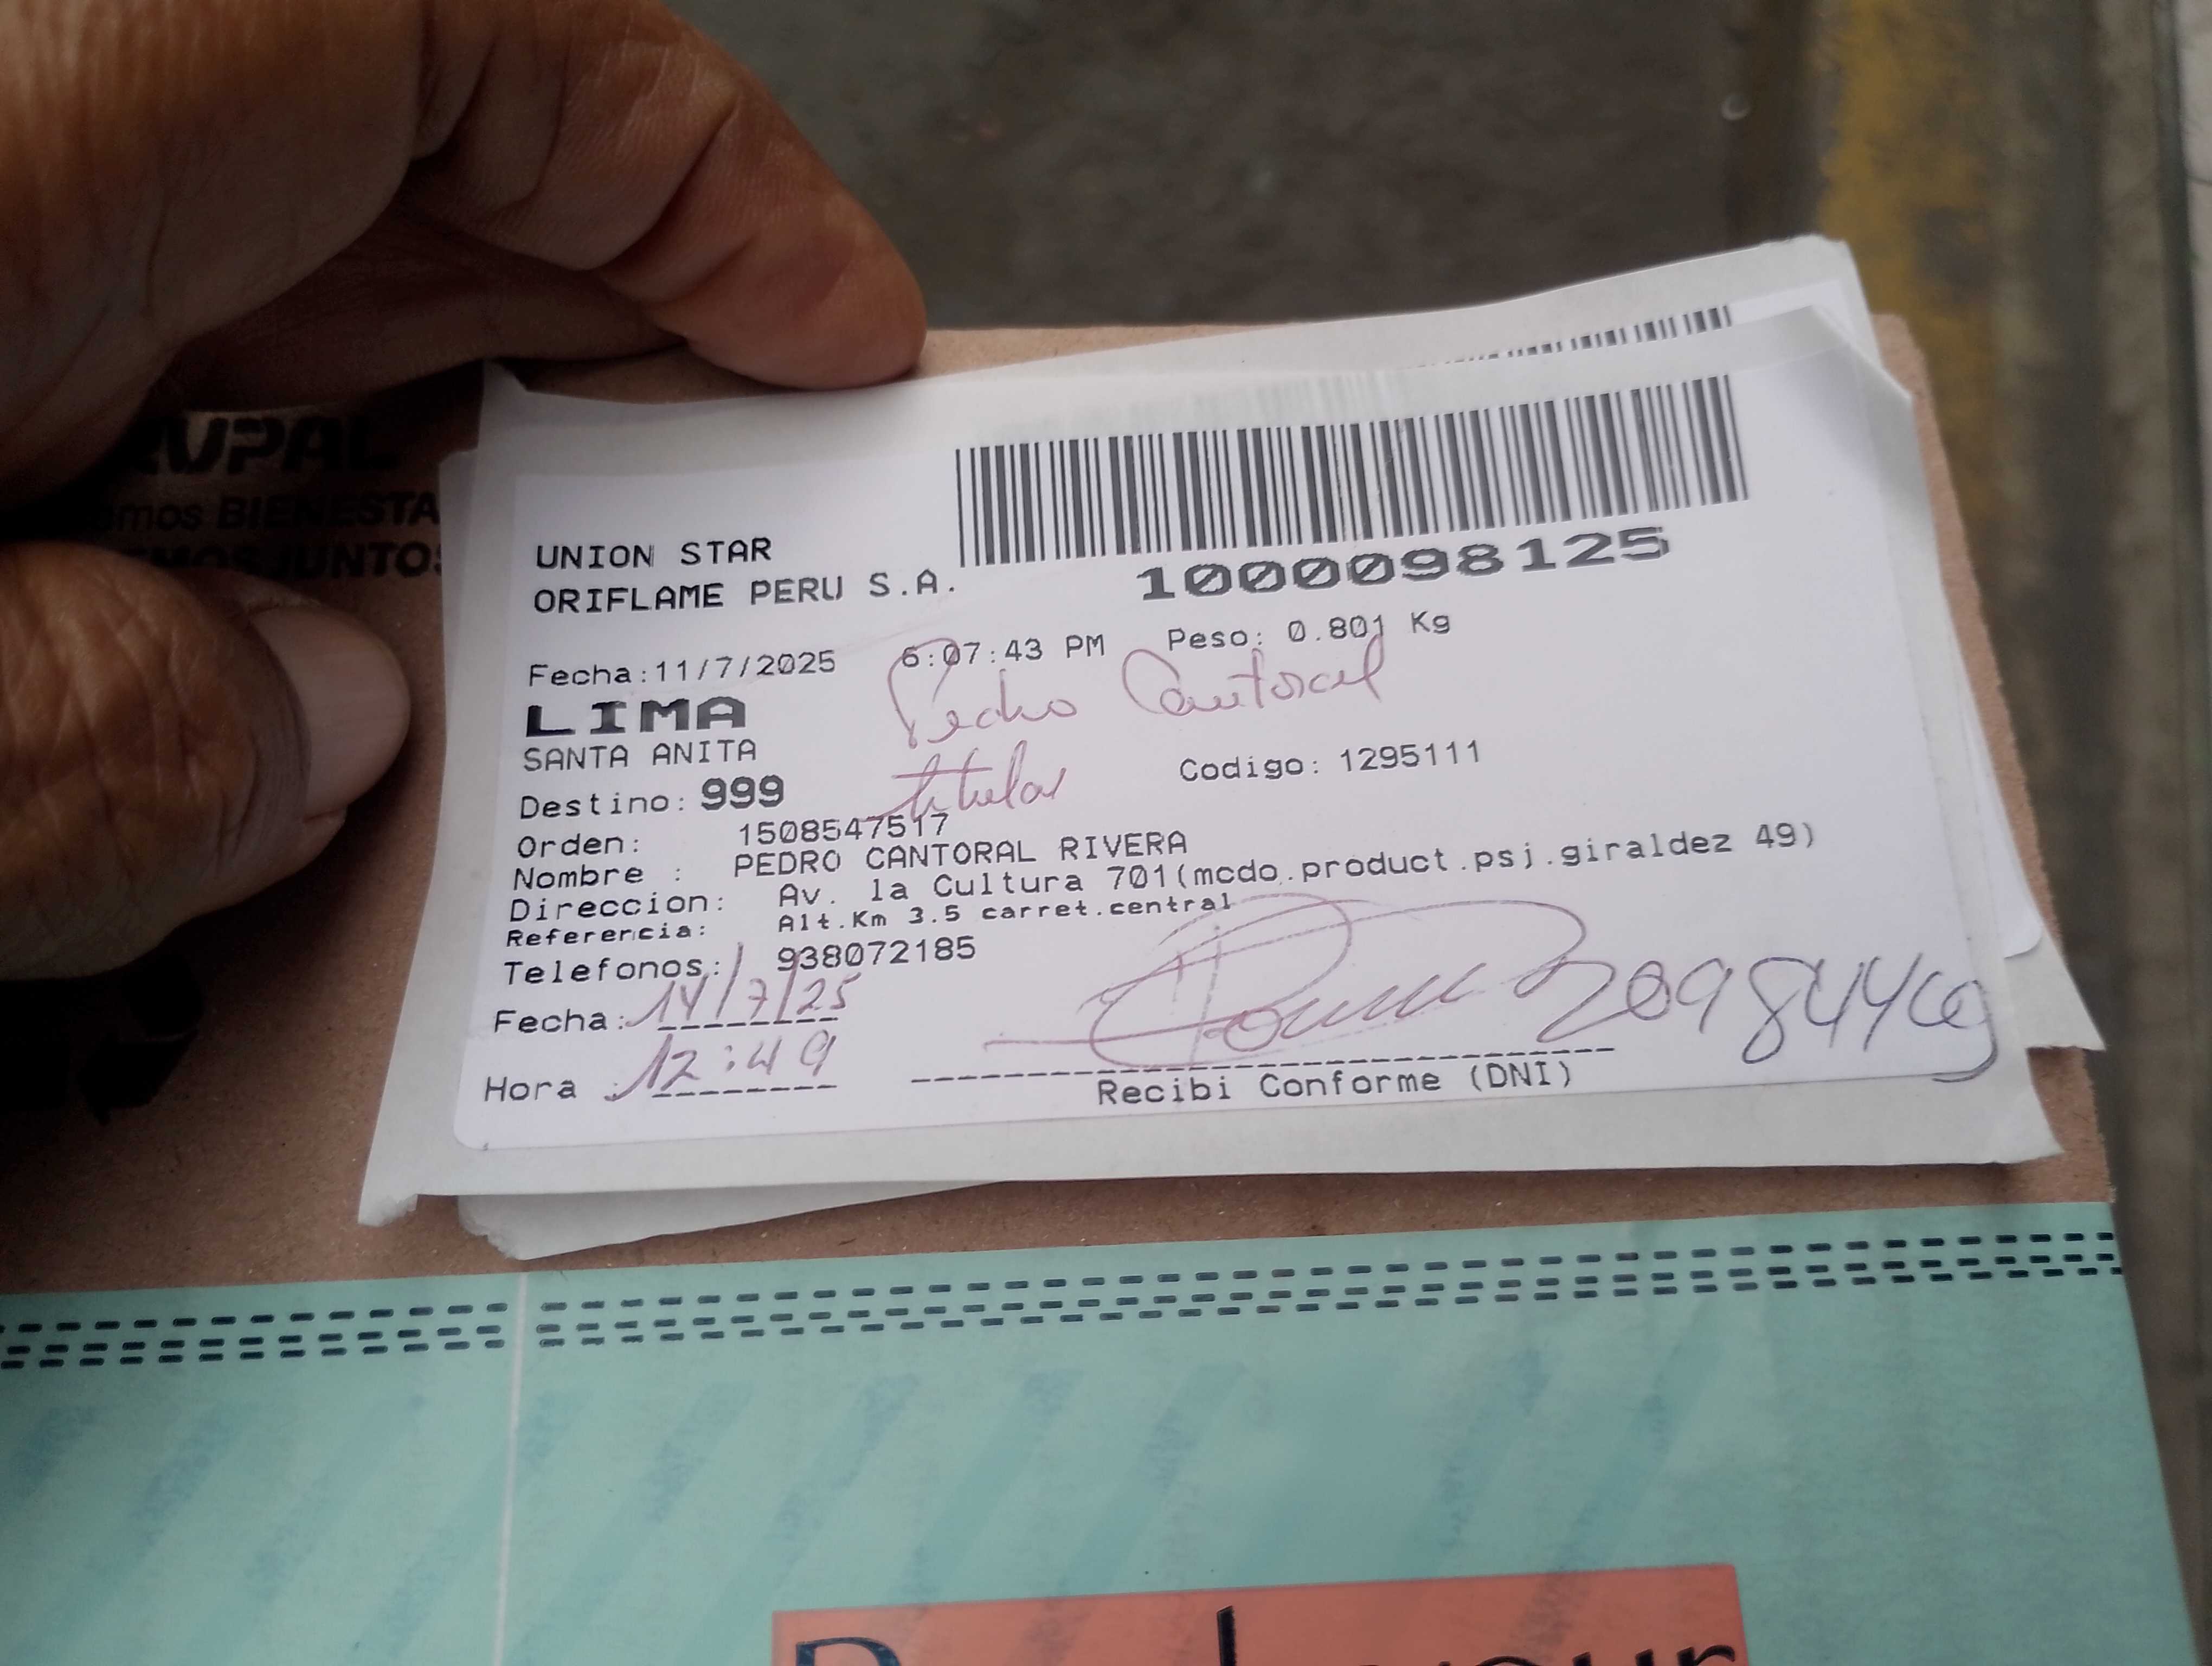 UNION STAR
ORIFLAME PERU S.A.
1000098125
Fecha:11/7/2025 6:07:43 PM Peso: 0.801 Kg
LIMA
Pedro Cantoral
SANTA ANITA
titular
Codigo: 1295111
Destino: 999
Orden: 1508547517
Nombre : PEDRO CANTORAL RIVERA
Direccion: Av. la Cultura 701(mcdo.product.psj.giraldez 49)
Referencia: Alt.Km 3.5 carret.central
Telefonos: 938072185
Fecha: 14/7/25
Hora : 12:49
Recibi Conforme (DNI)
BIENESTA
JUNTOS